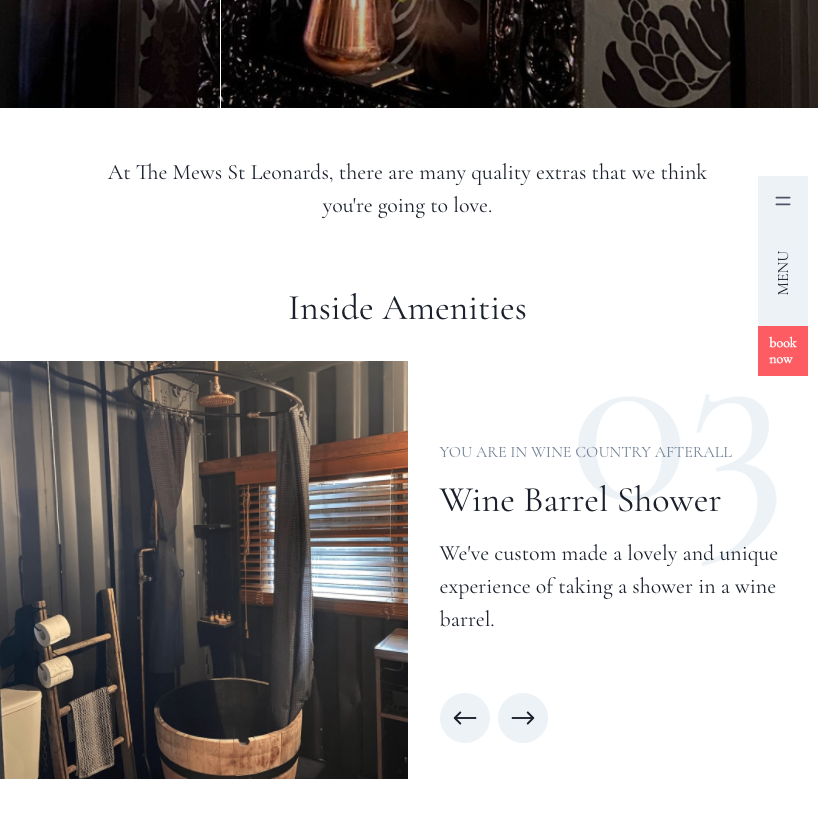 At The Mews St Leonards, there are many quality extras that we think
you're going to love.
MENU
Inside Amenities
book
now
03
YOU ARE IN WINE COUNTRY AFTERALL
Wine Barrel Shower
We've custom made a lovely and unique
experience of taking a shower in a wine
barrel.